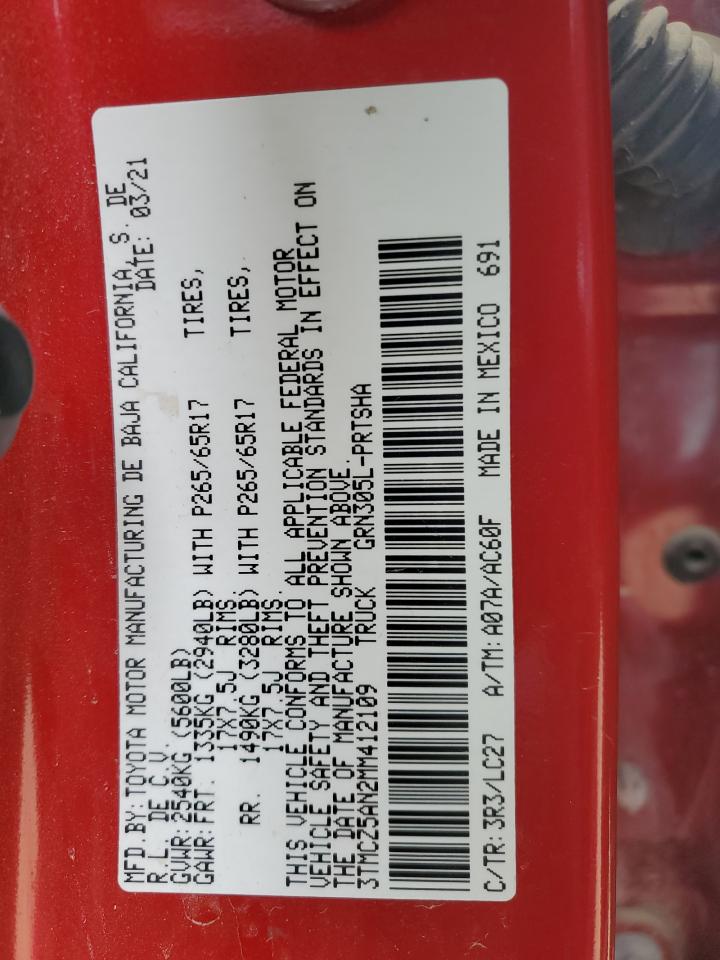 MFD.BY: TOYOTA MOTOR MANUFACTURING DE BAJA CALIFORNIA, S. DE
R.L. DE C.V. DATE: 03/21
GVWR: 2540KG (5600LB)
GAWR: FRT. 1335KG (2940LB) WITH P265/65R17 TIRES,
17X7.5J RIMS.
RR. 1490KG (3280LB) WITH P265/65R17 TIRES,
17X7.5J RIMS.
THIS VEHICLE CONFORMS TO ALL APPLICABLE FEDERAL MOTOR
VEHICLE SAFETY AND THEFT PREVENTION STANDARDS IN EFFECT ON
THE DATE OF MANUFACTURE SHOWN ABOVE.
3TMCZ5AN2MM412109 TRUCK GRN305L-PRTSHA
C/TR: 3R3/LC27 A/TM: A07A/AC60F MADE IN MEXICO 691